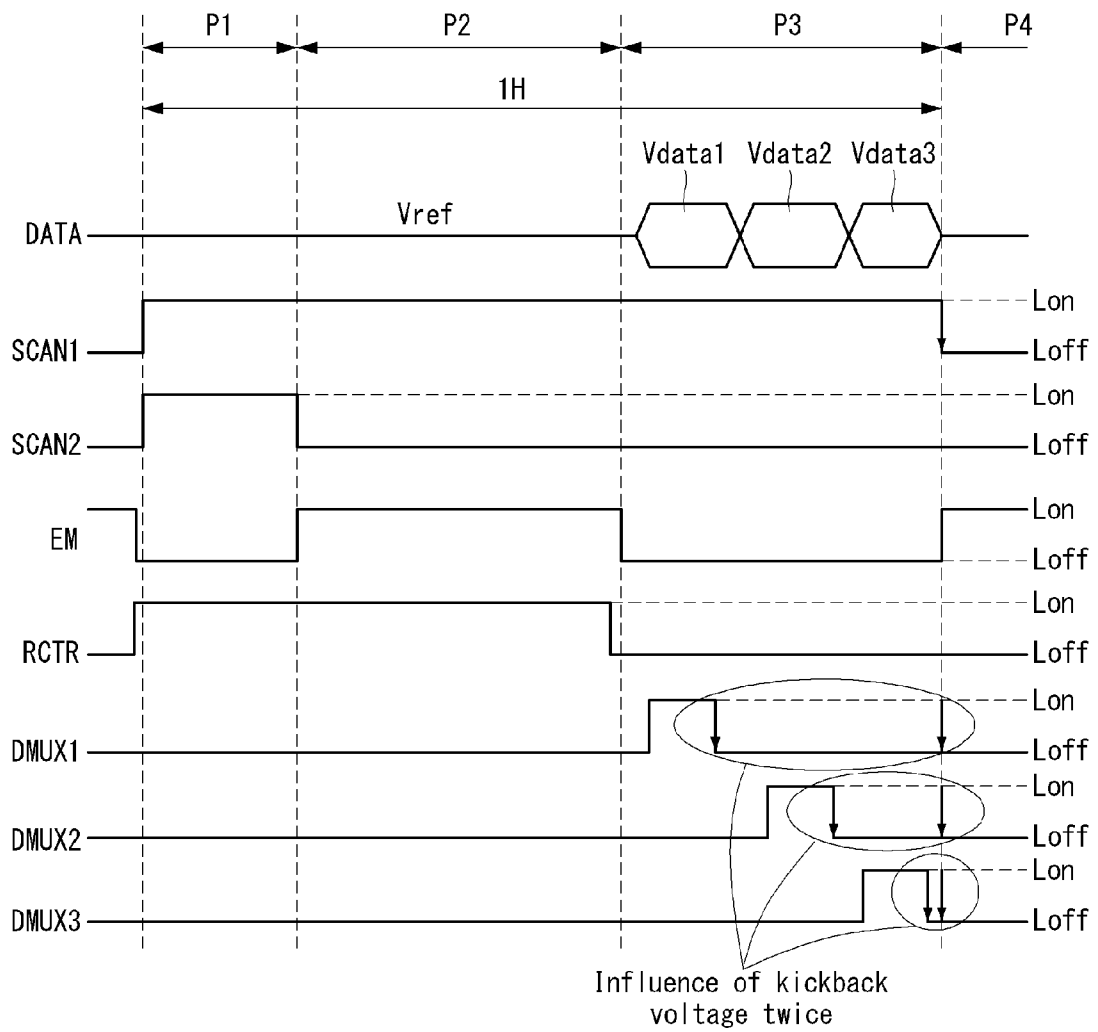 P1 P2 P3 P4
1H
Vdata1 Vdata2 Vdata3
Vref
DATA
Lon
SCAN1
Loff
Lon
SCAN2
Loff
Lon
EM
Loff
Lon
RCTR
Loff
Lon
DMUX1
Loff
Lon
DMUX2
Loff
Lon
DMUX3
Loff
Influence of kickback
voltage twice